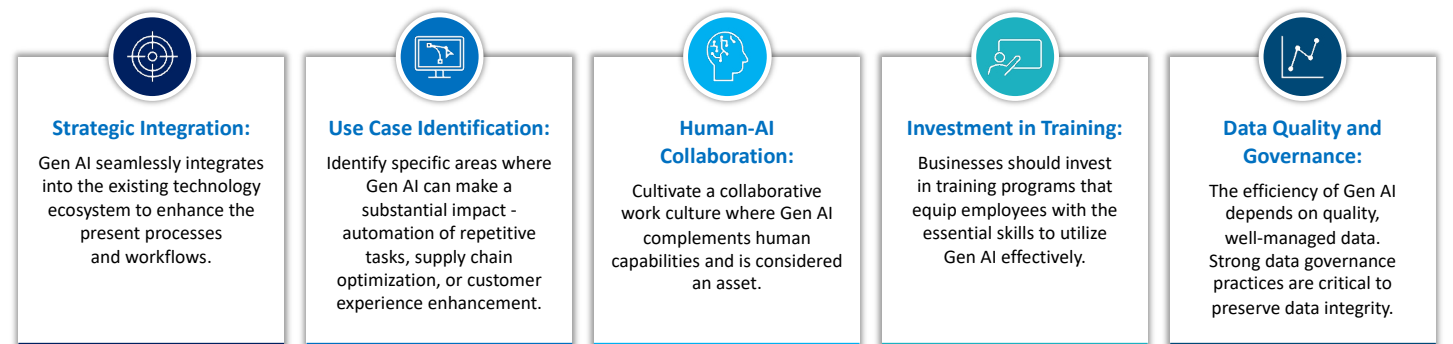 Strategic Integration:
Gen AI seamlessly integrates
into the existing technology
ecosystem to enhance the
present processes
and workflows.
Use Case Identification:
Identify specific areas where
Gen AI can make a
substantial impact -
automation of repetitive
tasks, supply chain
optimization, or customer
experience enhancement.
Human-AI
Collaboration:
Cultivate a collaborative
work culture where Gen AI
complements human
capabilities and is considered
an asset.
Investment in Training:
Businesses should invest
in training programs that
equip employees with the
essential skills to utilize
Gen AI effectively.
Data Quality and
Governance:
The efficiency of Gen AI
depends on quality,
well-managed data.
Strong data governance
practices are critical to
preserve data integrity.